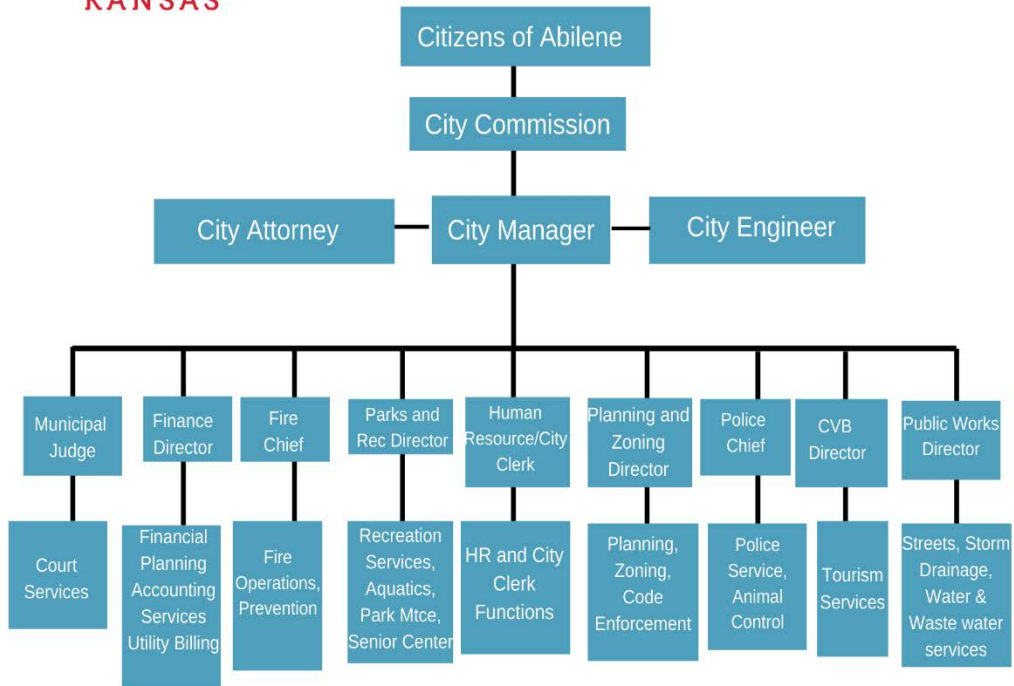 KANSAS
Citizens of Abilene
City Commission
City Attorney
City Manager
City Engineer
Municipal
Judge
Finance
Director
Fire
Chief
Parks and
Rec Director
Human
Resource/City
Clerk
Planning and
Zoning
Director
Police
Chief
CVB
Director
Public Works
Director
Court
Services
Financial
Planning
Accounting
Services
Utility Billing
Fire
Operations,
Prevention
Recreation
Services,
Aquatics,
Park Mtce,
Senior Center
HR and City
Clerk
Functions
Planning,
Zoning,
Code
Enforcement
Police
Service,
Animal
Control
Tourism
Services
Streets, Storm
Drainage,
Water &
Waste water
services